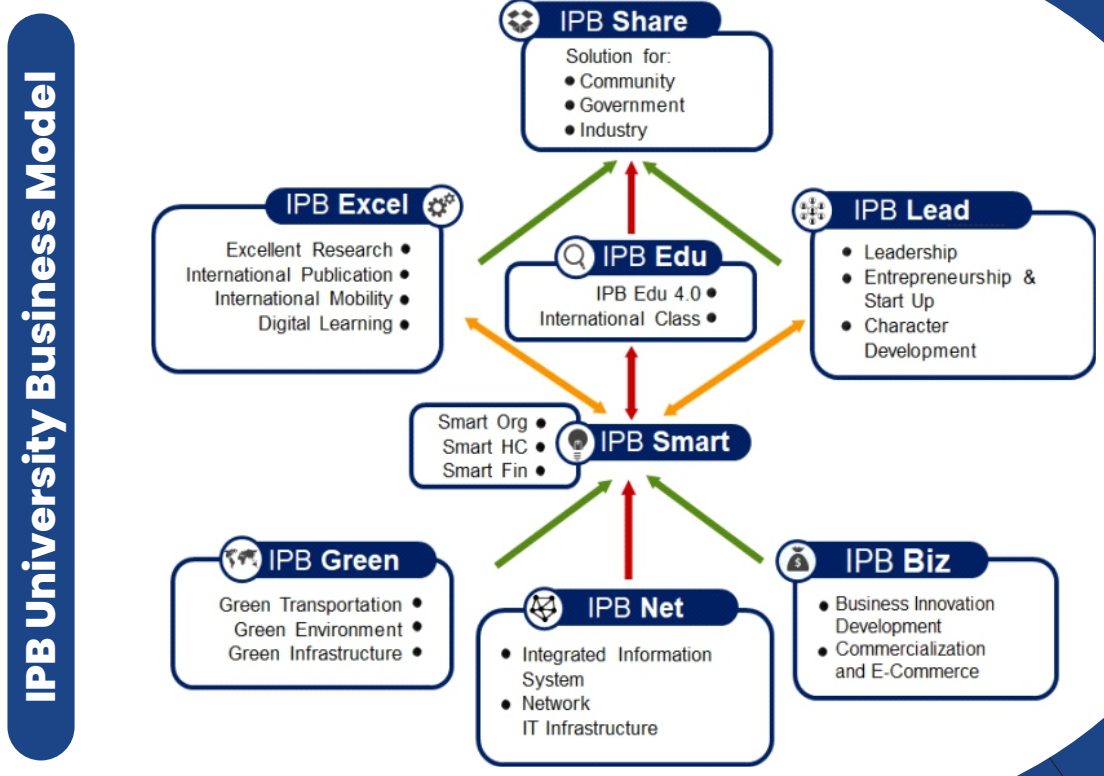 IPB University Business Model
IPB Share
Solution for:
● Community
● Government
● Industry
IPB Excel
Excellent Research ●
International Publication ●
International Mobility ●
Digital Learning ●
IPB Edu
IPB Edu 4.0 ●
International Class ●
IPB Lead
● Leadership
● Entrepreneurship &
Start Up
● Character
Development
Smart Org ●
Smart HC ●
Smart Fin ●
IPB Smart
IPB Green
Green Transportation ●
Green Environment ●
Green Infrastructure ●
IPB Net
● Integrated Information
System
● Network
IT Infrastructure
$
IPB Biz
● Business Innovation
Development
● Commercialization
and E-Commerce